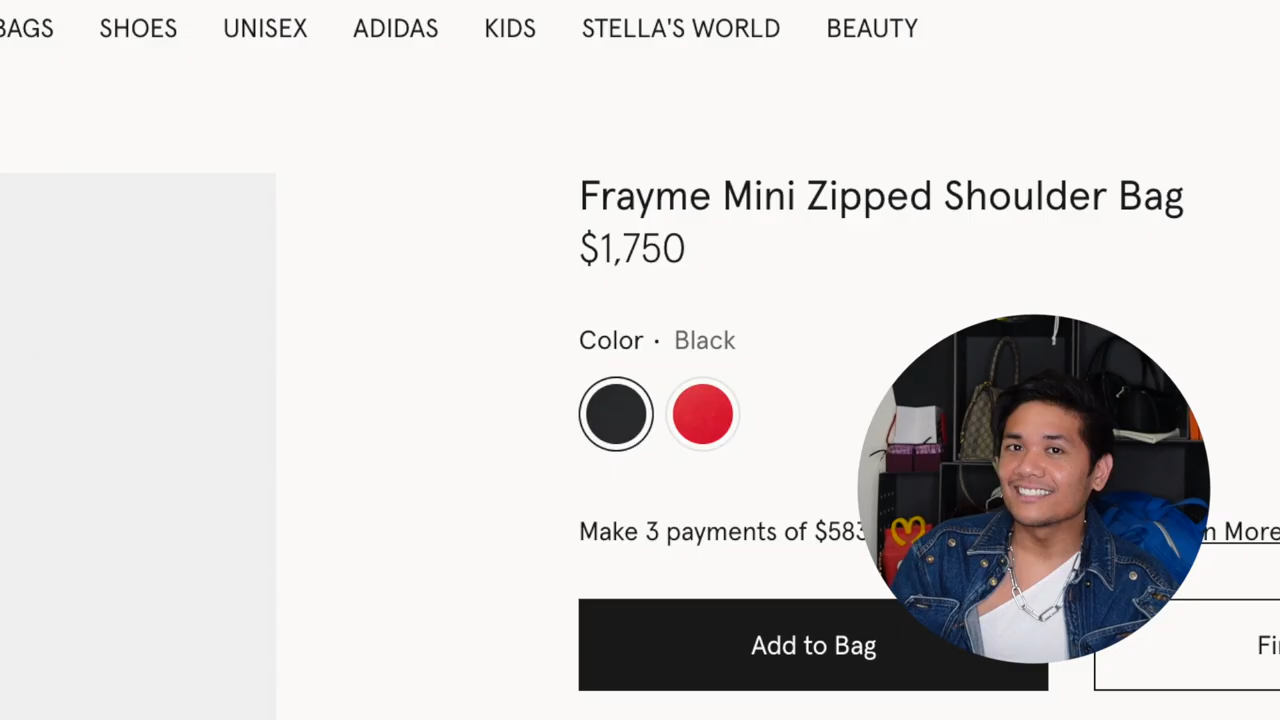 BAGS SHOES UNISEX ADIDAS KIDS STELLA'S WORLD BEAUTY
Frayme Mini Zipped Shoulder Bag
$1,750
Color · Black
Make 3 payments of $583
More
Add to Bag